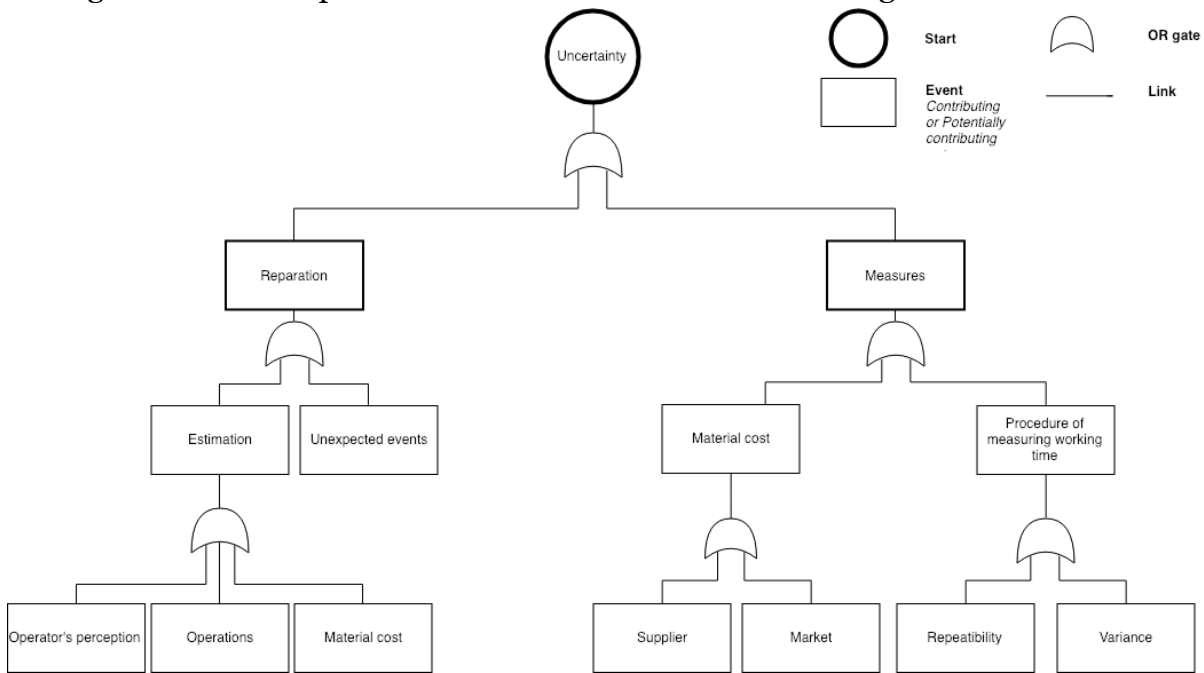 Uncertainty
Start
OR gate
Event
Contributing
or Potentially
contributing
Link
Reparation
Measures
Estimation
Unexpected events
Material cost
Procedure of
measuring working
time
Operator's perception
Operations
Material cost
Supplier
Market
Repeatibility
Variance